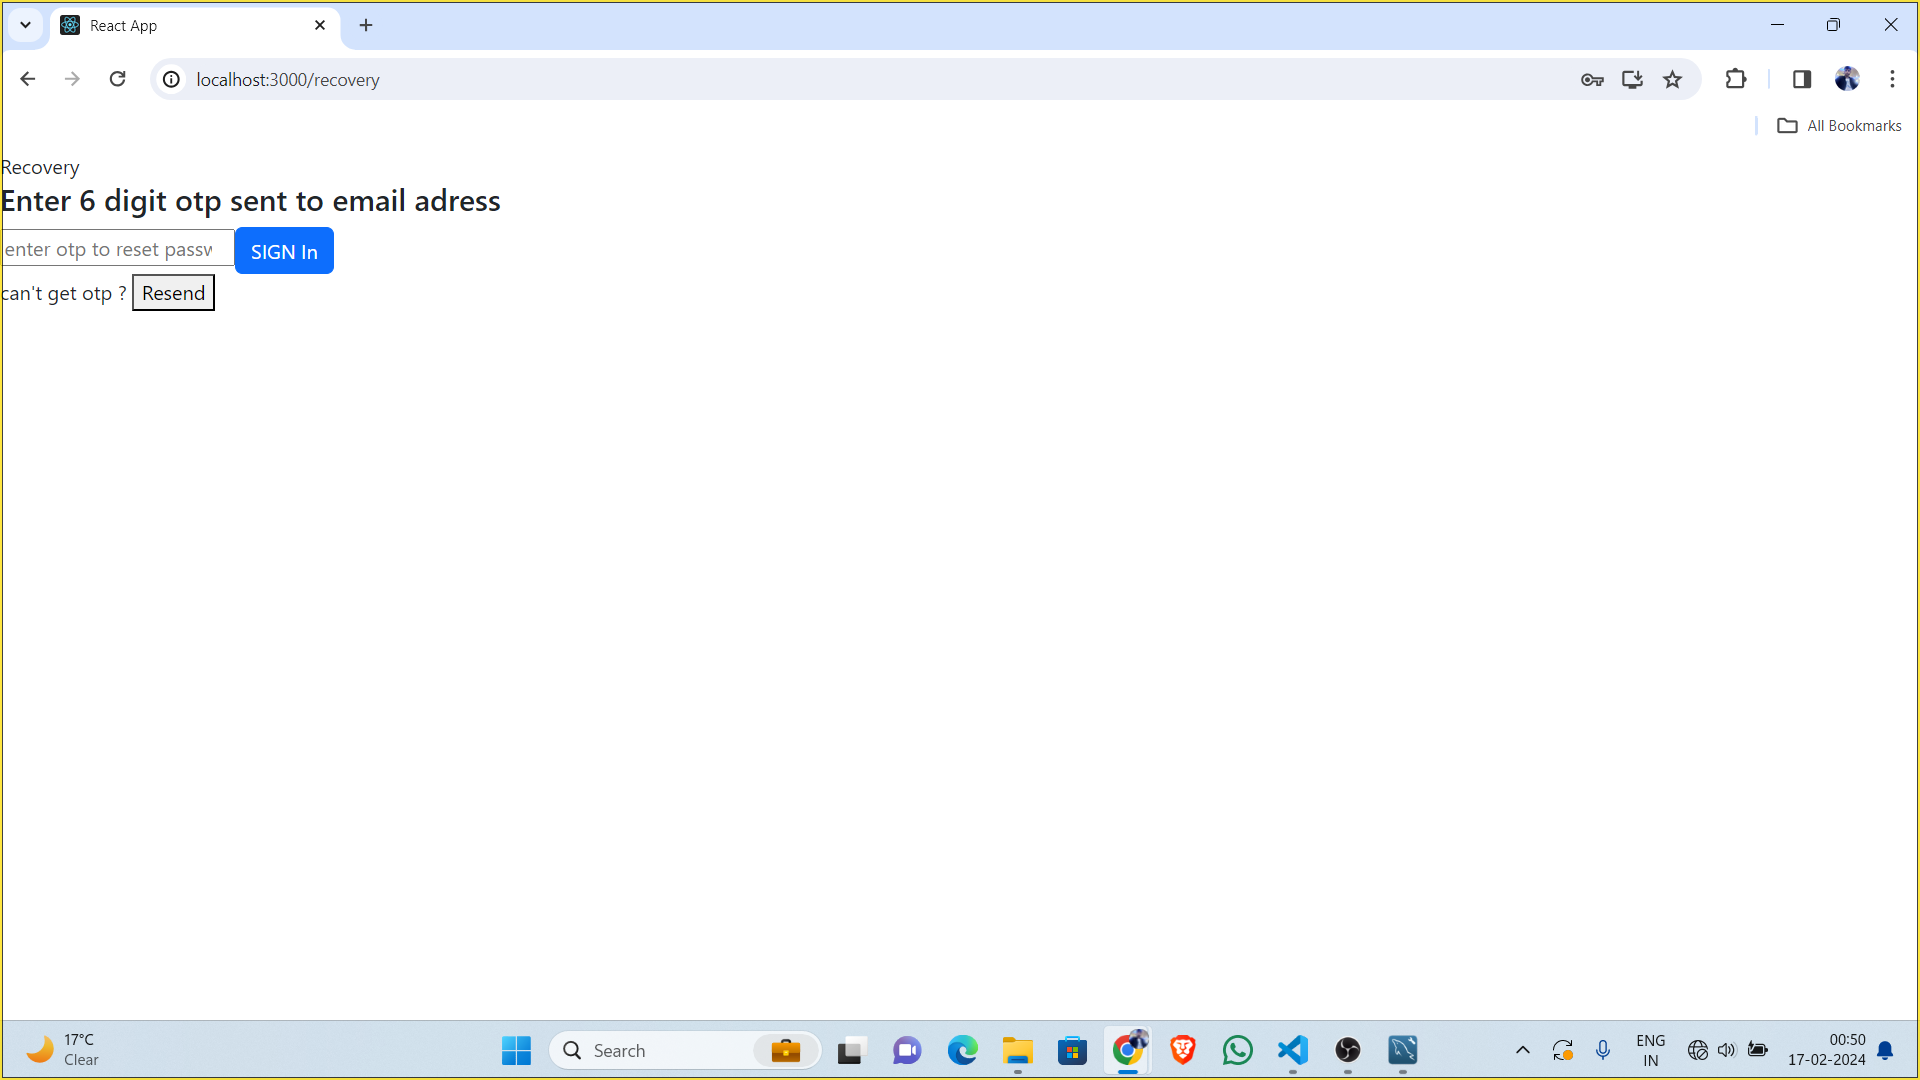 React App
localhost:3000/recovery
All Bookmarks
Recovery
Enter 6 digit otp sent to email adress
enter otp to reset passw
SIGN In
can't get otp ? Resend
17°C
Clear
Search
ENG
IN
00:50
17-02-2024